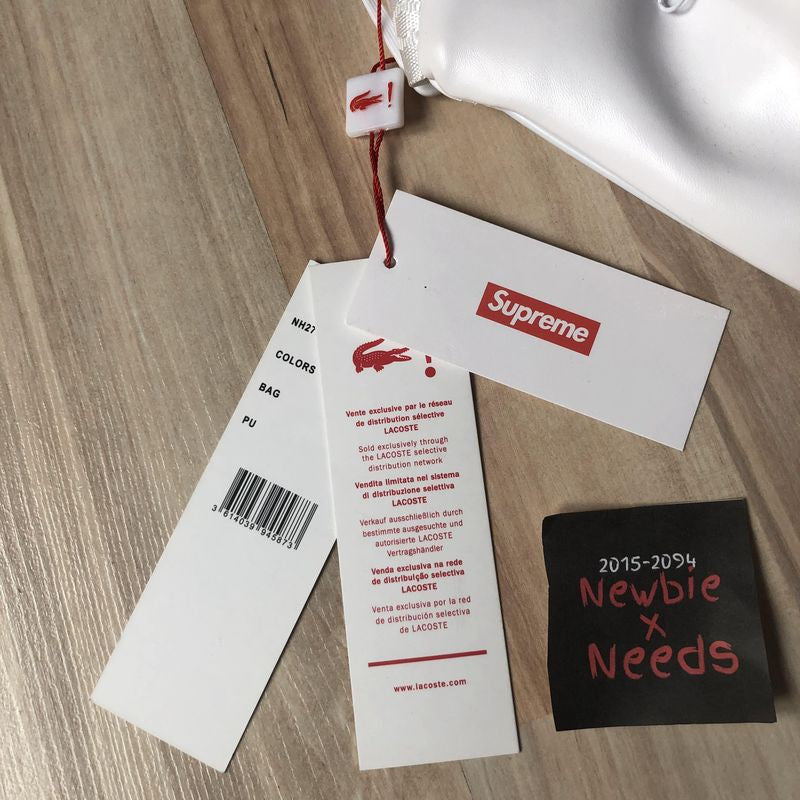 Supreme
NH27
COLORS
BAG
PU
3 614039 945873
Vente exclusive par le réseau
de distribution sélective
LACOSTE
Sold exclusively through
the LACOSTE selective
distribution network
Vendita limitata nel sistema
di distribuzione selettiva
LACOSTE
Verkauf ausschließlich durch
bestimmte ausgesuchte und
autorisierte LACOSTE
Vertragshändler
Venda exclusiva na rede
de distribuição selectiva
LACOSTE
Venta exclusiva por la red
de distribución selectiva
de LACOSTE
www.lacoste.com
2015-2094
Newbie
x
Needs